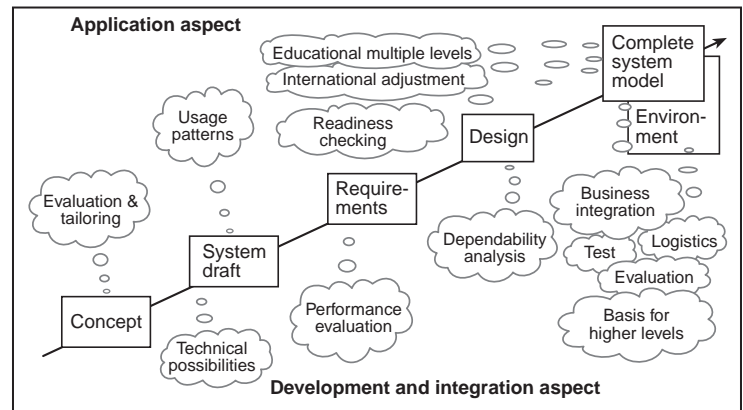 Application aspect
Educational multiple levels
International adjustment
Complete
system
model
Usage
patterns
Readiness
checking
Design
Environ-
ment
Evaluation &
tailoring
Require-
ments
Business
integration
System
draft
Dependability
analysis
Test
Logistics
Evaluation
Concept
Performance
evaluation
Basis for
higher levels
Technical
possibilities
Development and integration aspect